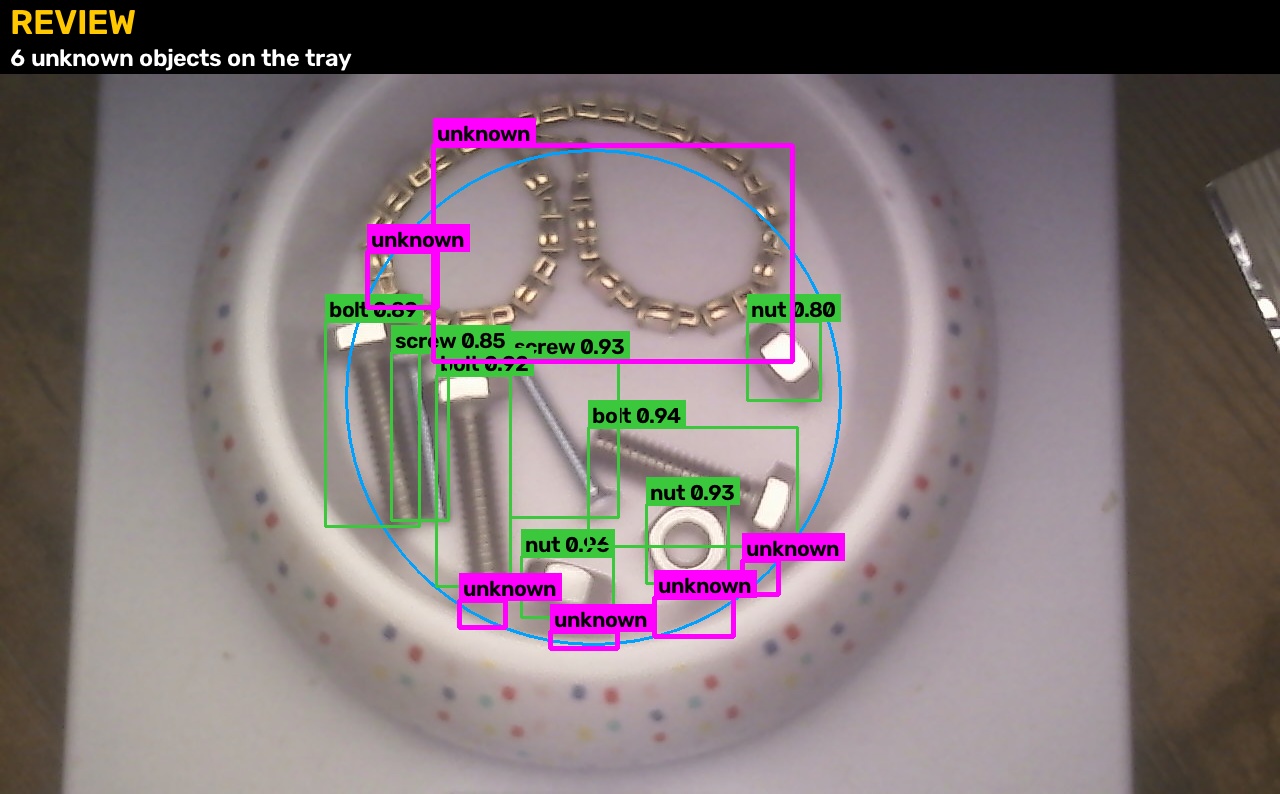 REVIEW
6 unknown objects on the tray
unknown
unknown
bolt 0.89
nut 0.80
screw 0.85
screw 0.93
bolt 0.92
bolt 0.94
nut 0.93
nut 0.96
unknown
unknown
unknown
unknown